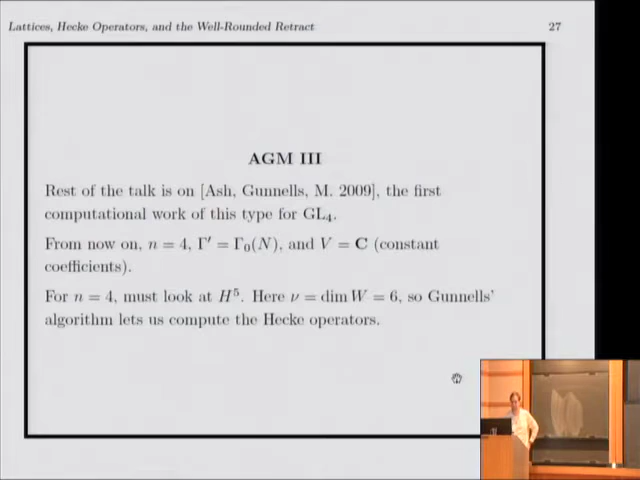 Lattices, Hecke Operators, and the Well-Rounded Retract 27
AGM III
Rest of the talk is on [Ash, Gunnells, M. 2009], the first
computational work of this type for GL₄.
From now on, n = 4, Γ′ = Γ₀(N), and V = C (constant
coefficients).
For n = 4, must look at H⁵. Here ν = dim W = 6, so Gunnells'
algorithm lets us compute the Hecke operators.